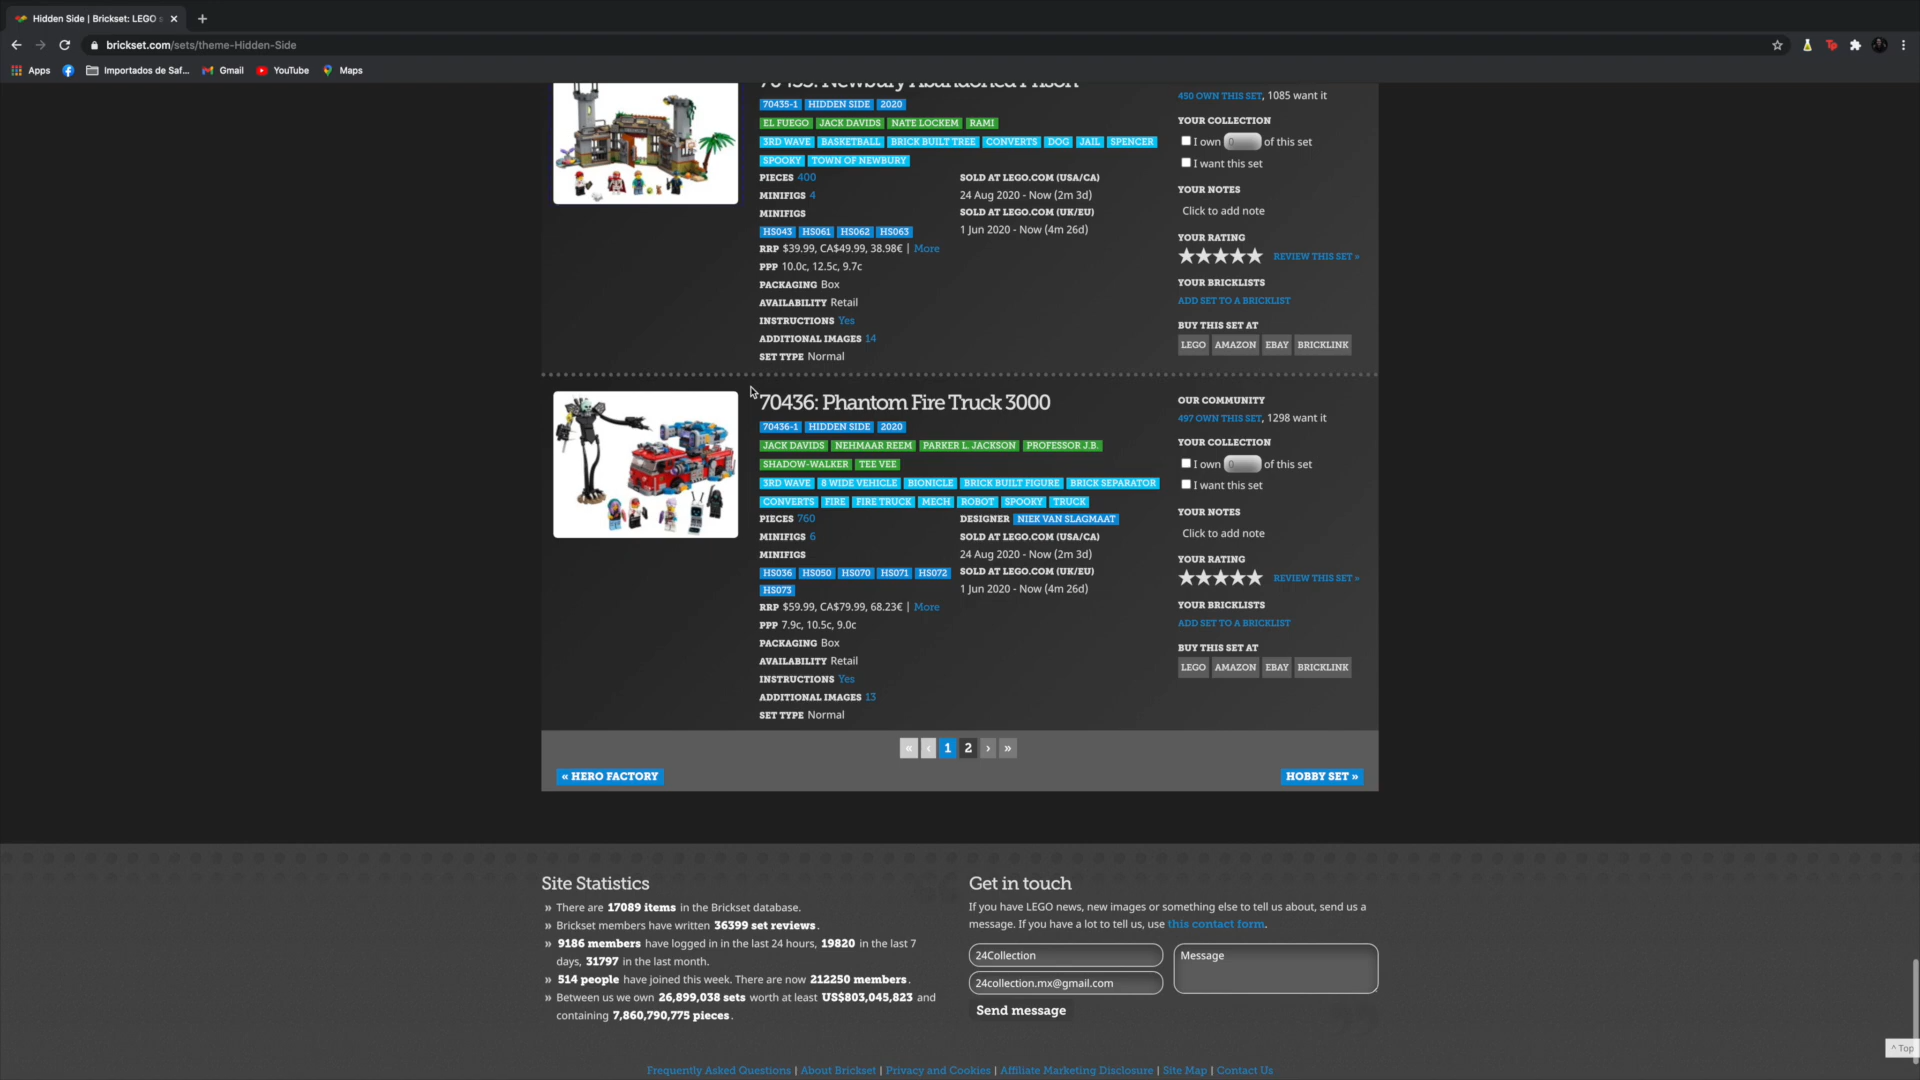 Hidden Side | Brickset: LEGO s
brickset.com/sets/theme-Hidden-Side
Apps Importados de Saf... Gmail YouTube Maps
70435: Newbury Abandoned Prison
70435-1 HIDDEN SIDE 2020
EL FUEGO JACK DAVIDS NATE LOCKEM RAMI
3RD WAVE BASKETBALL BRICK BUILT TREE CONVERTS DOG JAIL SPENCER
SPOOKY TOWN OF NEWBURY
PIECES 400
MINIFIGS 4
MINIFIGS
HS043 HS061 HS062 HS063
RRP $39.99, CA$49.99, 38.98€ | More
PPP 10.0c, 12.5c, 9.7c
PACKAGING Box
AVAILABILITY Retail
INSTRUCTIONS Yes
ADDITIONAL IMAGES 14
SET TYPE Normal
SOLD AT LEGO.COM (USA/CA)
24 Aug 2020 - Now (2m 3d)
SOLD AT LEGO.COM (UK/EU)
1 Jun 2020 - Now (4m 26d)
450 OWN THIS SET, 1085 want it
YOUR COLLECTION
I own 0 of this set
I want this set
YOUR NOTES
Click to add note
YOUR RATING
REVIEW THIS SET »
YOUR BRICKLISTS
ADD SET TO A BRICKLIST
BUY THIS SET AT
LEGO AMAZON EBAY BRICKLINK
70436: Phantom Fire Truck 3000
70436-1 HIDDEN SIDE 2020
JACK DAVIDS NEHMAAR REEM PARKER L. JACKSON PROFESSOR J.B.
SHADOW-WALKER TEE VEE
3RD WAVE 8 WIDE VEHICLE BIONICLE BRICK BUILT FIGURE BRICK SEPARATOR
CONVERTS FIRE FIRE TRUCK MECH ROBOT SPOOKY TRUCK
PIECES 760
MINIFIGS 6
MINIFIGS
HS036 HS050 HS070 HS071 HS072
HS073
RRP $59.99, CA$79.99, 68.23€ | More
PPP 7.9c, 10.5c, 9.0c
PACKAGING Box
AVAILABILITY Retail
INSTRUCTIONS Yes
ADDITIONAL IMAGES 13
SET TYPE Normal
DESIGNER NIEK VAN SLAGMAAT
SOLD AT LEGO.COM (USA/CA)
24 Aug 2020 - Now (2m 3d)
SOLD AT LEGO.COM (UK/EU)
1 Jun 2020 - Now (4m 26d)
OUR COMMUNITY
497 OWN THIS SET, 1298 want it
YOUR COLLECTION
I own 0 of this set
I want this set
YOUR NOTES
Click to add note
YOUR RATING
REVIEW THIS SET »
YOUR BRICKLISTS
ADD SET TO A BRICKLIST
BUY THIS SET AT
LEGO AMAZON EBAY BRICKLINK
« ‹ 1 2 › »
« HERO FACTORY
HOBBY SET »
Site Statistics
» There are 17089 items in the Brickset database.
» Brickset members have written 36399 set reviews.
» 9186 members have logged in in the last 24 hours, 19820 in the last 7
days, 31797 in the last month.
» 514 people have joined this week. There are now 212250 members.
» Between us we own 26,899,038 sets worth at least US$803,045,823 and
containing 7,860,790,775 pieces.
Get in touch
If you have LEGO news, new images or something else to tell us about, send us a
message. If you have a lot to tell us, use this contact form.
24Collection
24collection.mx@gmail.com
Message
Send message
^ Top
Frequently Asked Questions | About Brickset | Privacy and Cookies | Affiliate Marketing Disclosure | Site Map | Contact Us